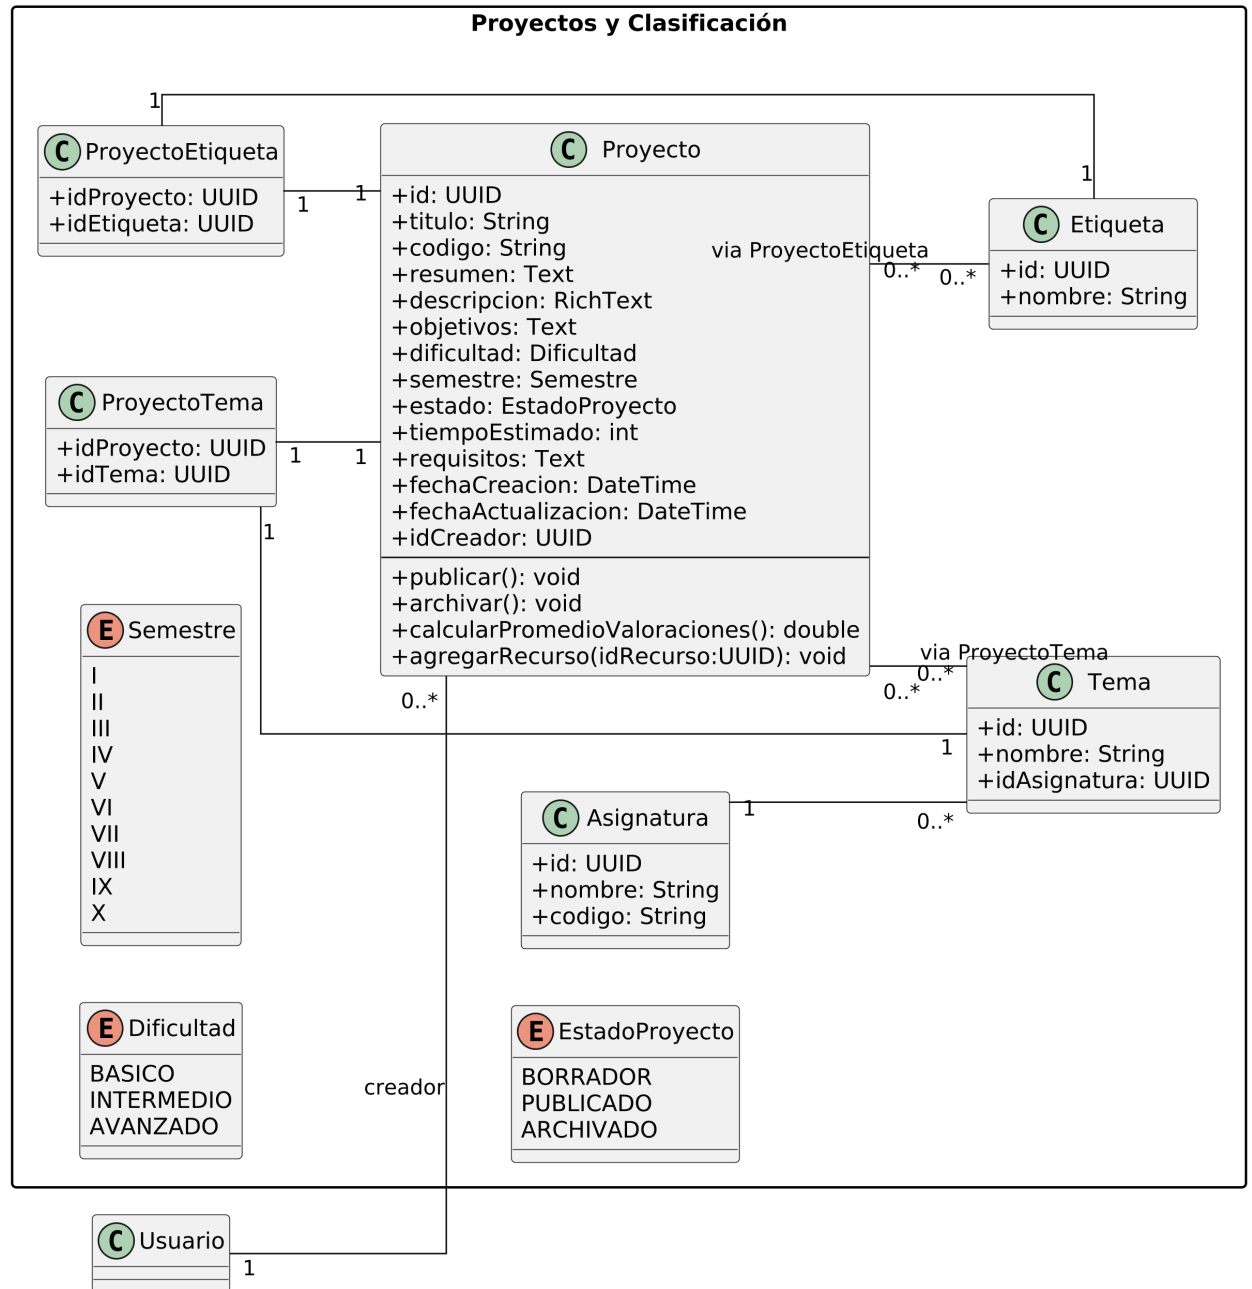 Proyectos y Clasificación
1
C ProyectoEtiqueta
+idProyecto: UUID
+idEtiqueta: UUID
1
1
C Proyecto
+id: UUID
+titulo: String
+codigo: String
+resumen: Text
+descripcion: RichText
+objetivos: Text
+dificultad: Dificultad
+semestre: Semestre
+estado: EstadoProyecto
+tiempoEstimado: int
+requisitos: Text
+fechaCreacion: DateTime
+fechaActualizacion: DateTime
+idCreador: UUID
+publicar(): void
+archivar(): void
+calcularPromedioValoraciones(): double
+agregarRecurso(idRecurso:UUID): void
via ProyectoEtiqueta
0..*
0..*
1
C Etiqueta
+id: UUID
+nombre: String
C ProyectoTema
+idProyecto: UUID
+idTema: UUID
1
1
1
E Semestre
I
II
III
IV
V
VI
VII
VIII
IX
X
0..*
via ProyectoTema
0..*
0..*
C Tema
+id: UUID
+nombre: String
+idAsignatura: UUID
1
C Asignatura
+id: UUID
+nombre: String
+codigo: String
1
0..*
E Dificultad
BASICO
INTERMEDIO
AVANZADO
creador
E EstadoProyecto
BORRADOR
PUBLICADO
ARCHIVADO
C Usuario
1